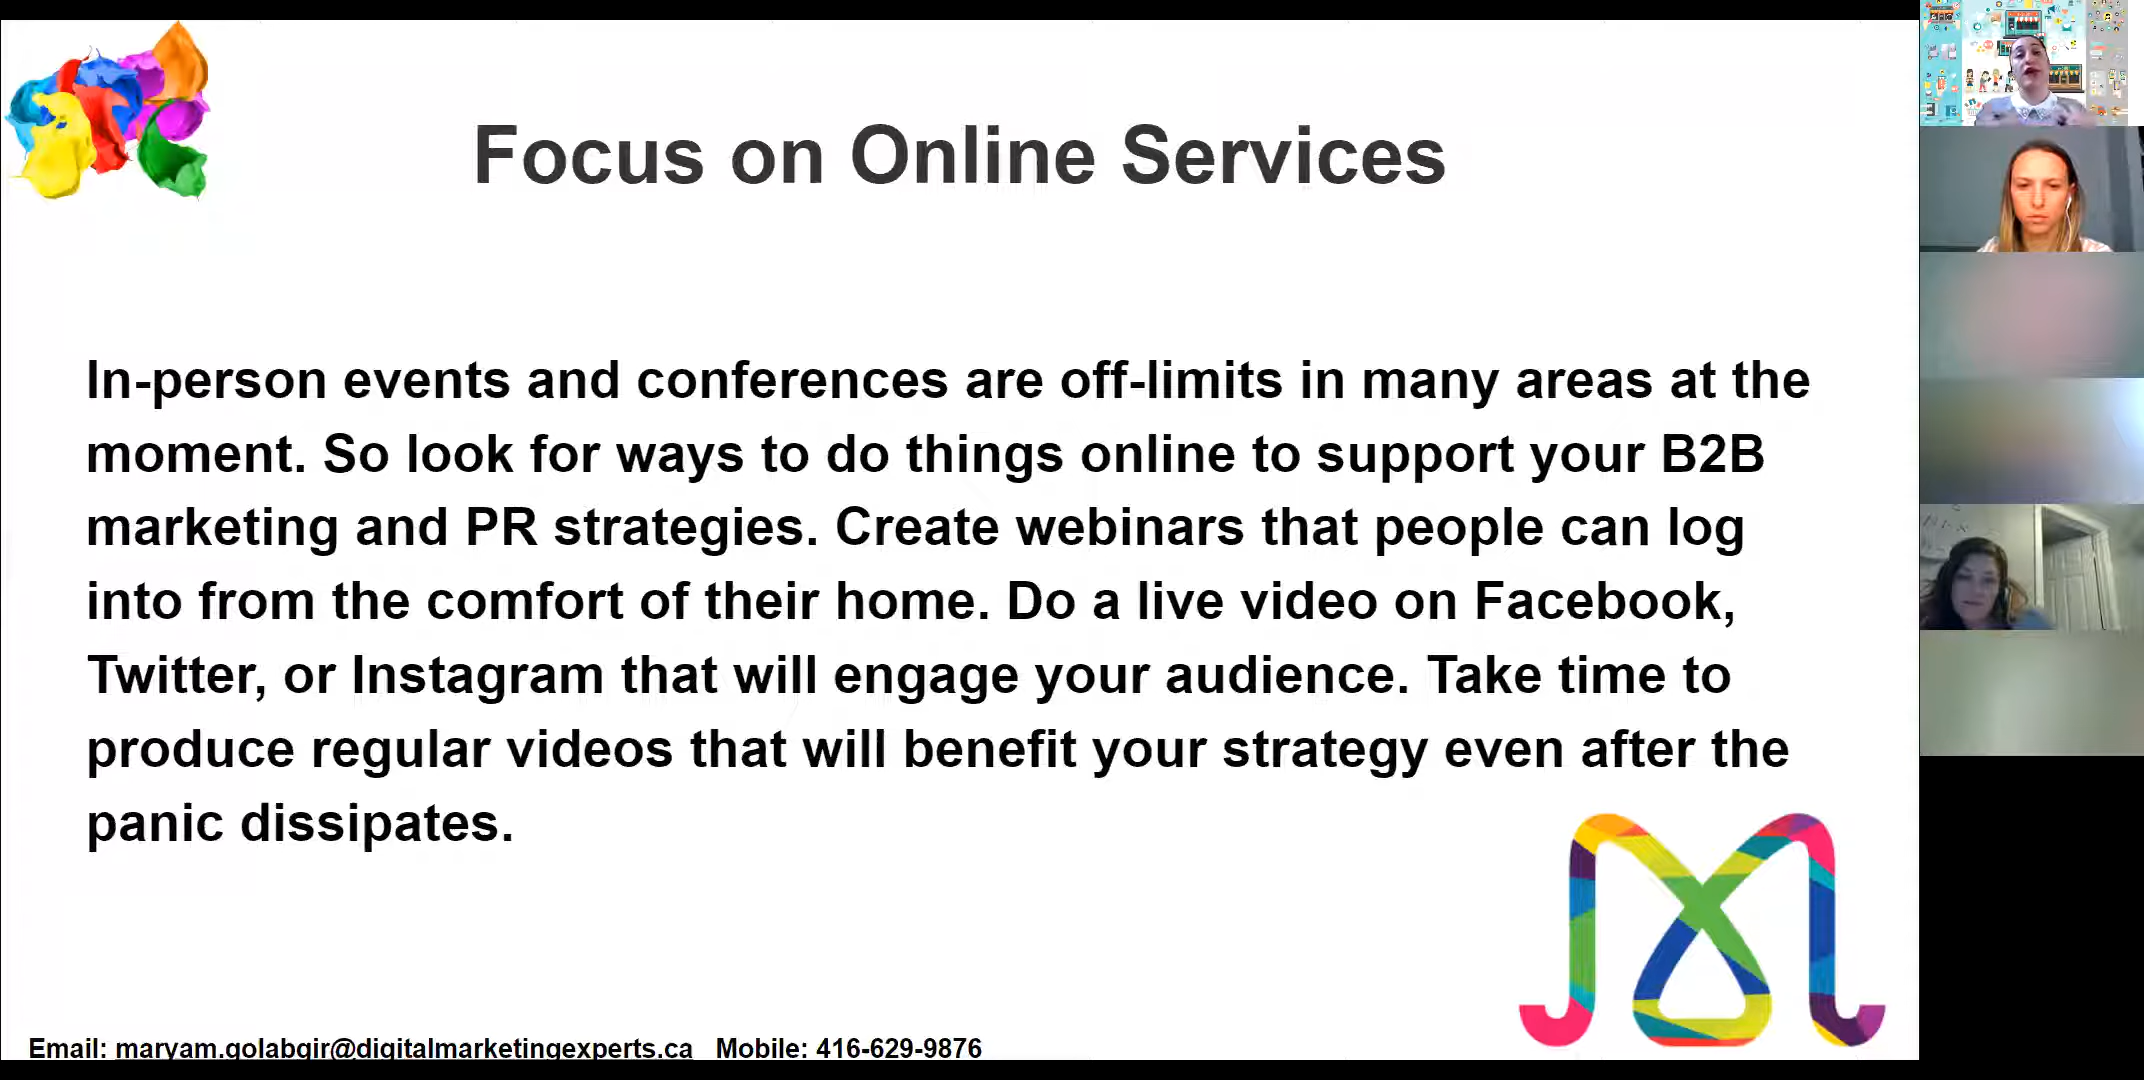 Focus on Online Services
In-person events and conferences are off-limits in many areas at the
moment. So look for ways to do things online to support your B2B
marketing and PR strategies. Create webinars that people can log
into from the comfort of their home. Do a live video on Facebook,
Twitter, or Instagram that will engage your audience. Take time to
produce regular videos that will benefit your strategy even after the
panic dissipates.
Email: maryam.golabgir@digitalmarketingexperts.ca Mobile: 416-629-9876